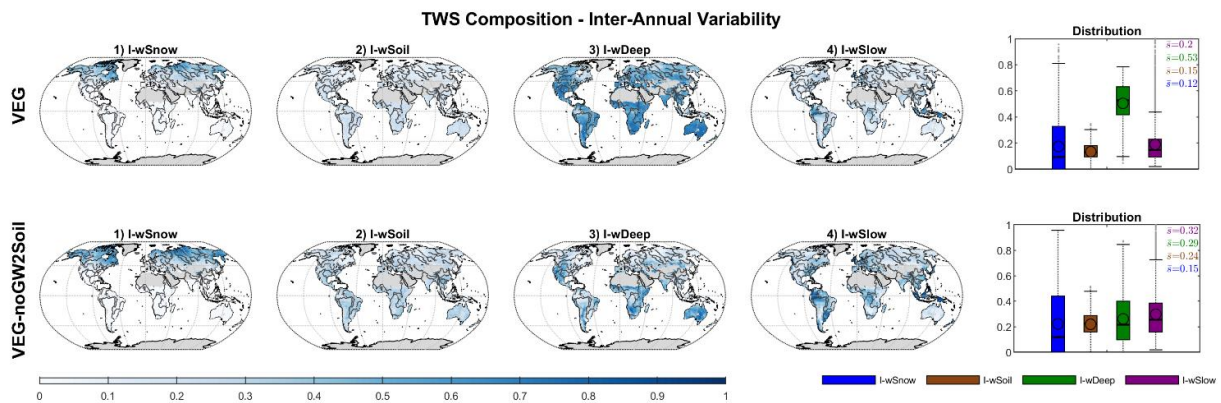 TWS Composition - Inter-Annual Variability
VEG
1) I-wSnow
2) I-wSoil
3) I-wDeep
4) I-wSlow
Distribution
1
0.8
0.6
0.4
0.2
0
s̄=0.2
s̄=0.53
s̄=0.15
s̄=0.12
VEG-noGW2Soil
1) I-wSnow
2) I-wSoil
3) I-wDeep
4) I-wSlow
Distribution
1
0.8
0.6
0.4
0.2
0
s̄=0.32
s̄=0.29
s̄=0.24
s̄=0.15
0 0.1 0.2 0.3 0.4 0.5 0.6 0.7 0.8 0.9 1
I-wSnow I-wSoil I-wDeep I-wSlow